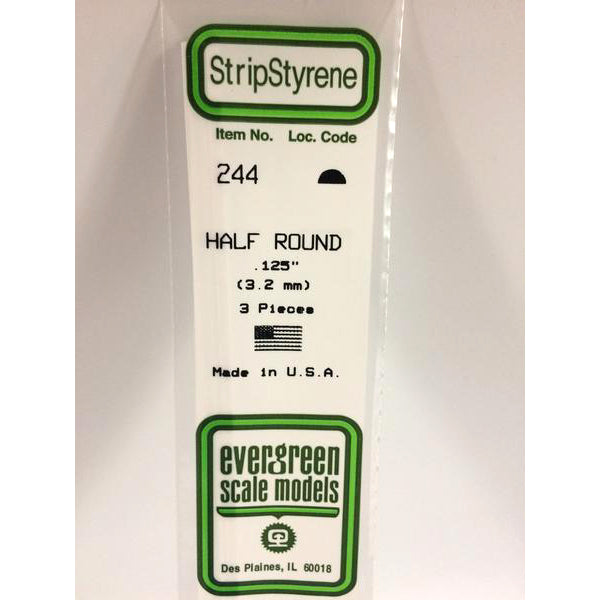 StripStyrene
Item No. Loc. Code
244
HALF ROUND
.125"
(3.2 mm)
3 Pieces
Made in U.S.A.
evergreen
scale models
Des Plaines, IL 60018